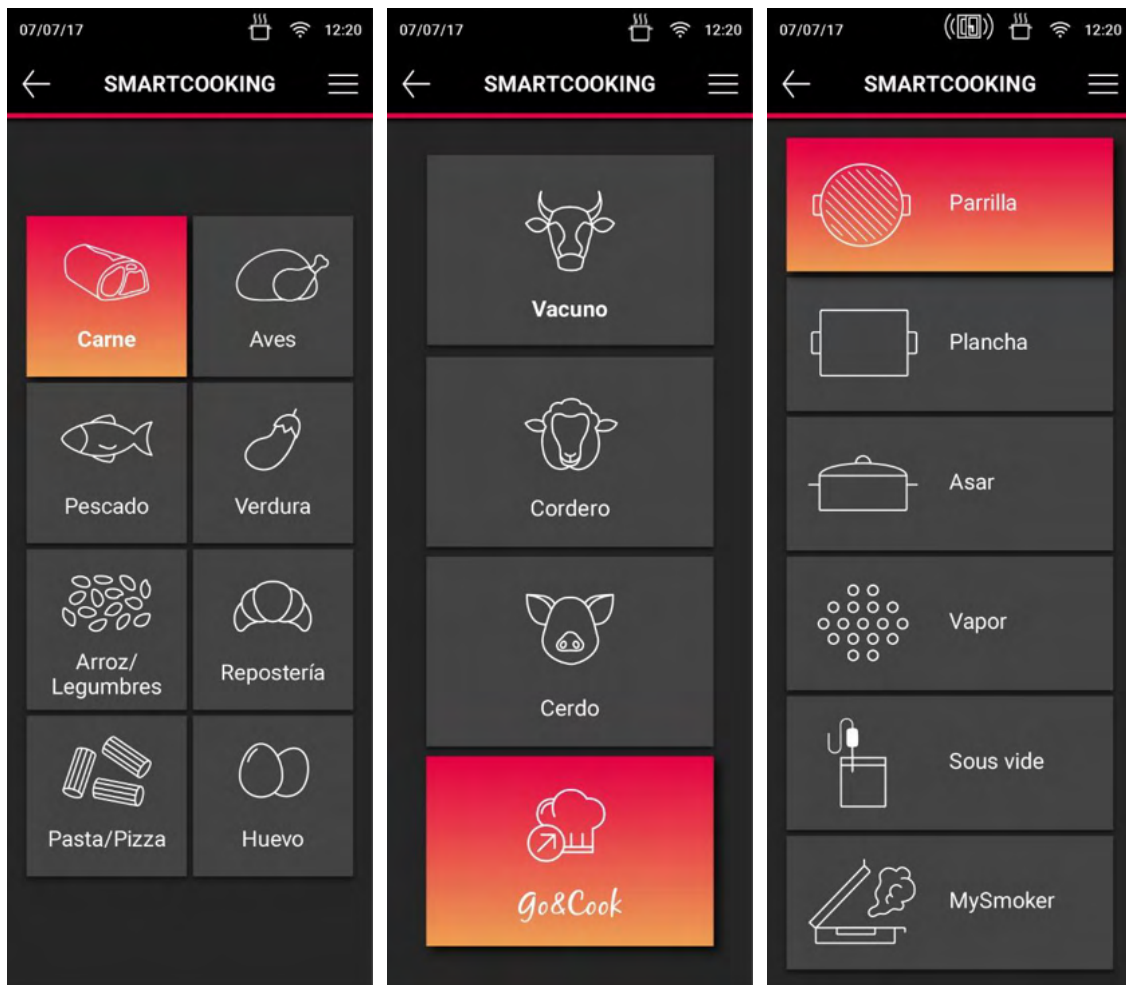 07/07/17
12:20
SMARTCOOKING
Carne
Aves
Pescado
Verdura
Arroz/
Legumbres
Repostería
Pasta/Pizza
Huevo
07/07/17
12:20
SMARTCOOKING
Vacuno
Cordero
Cerdo
Go&Cook
07/07/17
12:20
SMARTCOOKING
Parrilla
Plancha
Asar
Vapor
Sous vide
MySmoker